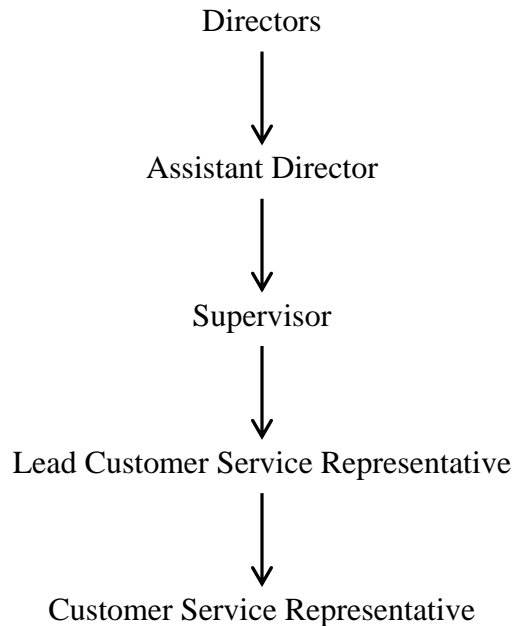 Directors
Assistant Director
Supervisor
Lead Customer Service Representative
Customer Service Representative